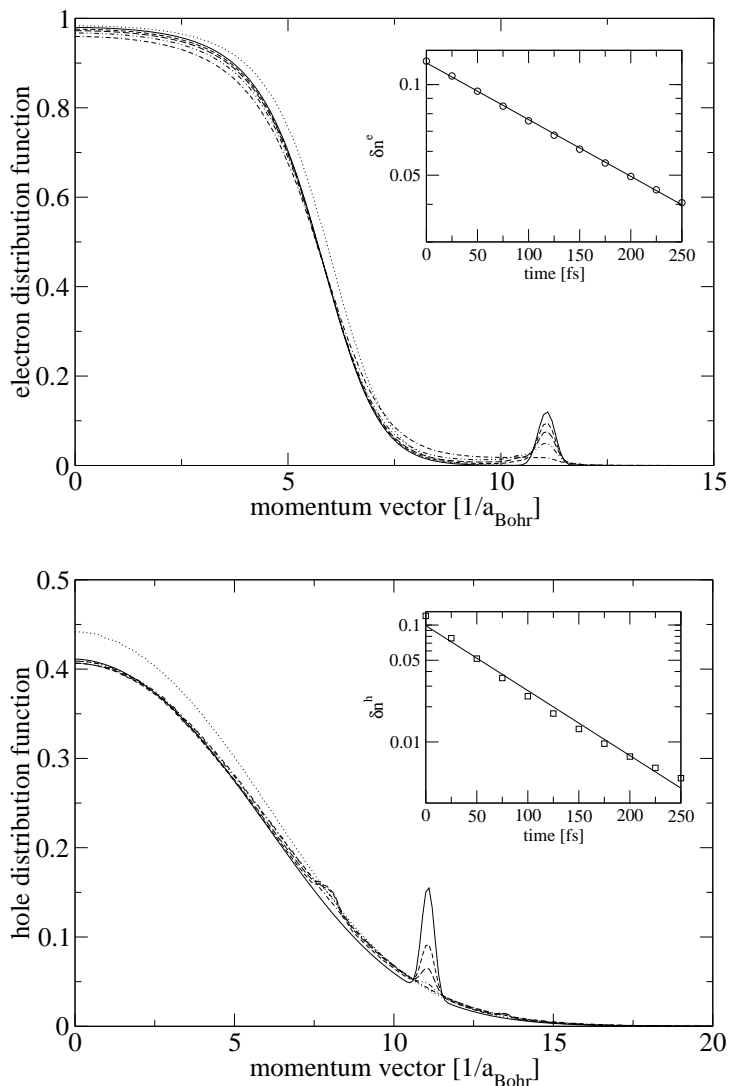 1
0.8
0.6
0.4
0.2
0
electron distribution function
0 5 10 15
momentum vector [1/a_Bohr]
0.1
0.05
δn^e
0 50 100 150 200 250
time [fs]
0.5
0.4
0.3
0.2
0.1
0
hole distribution function
0 5 10 15 20
momentum vector [1/a_Bohr]
0.1
0.05
0.01
δn^h
0 50 100 150 200 250
time [fs]